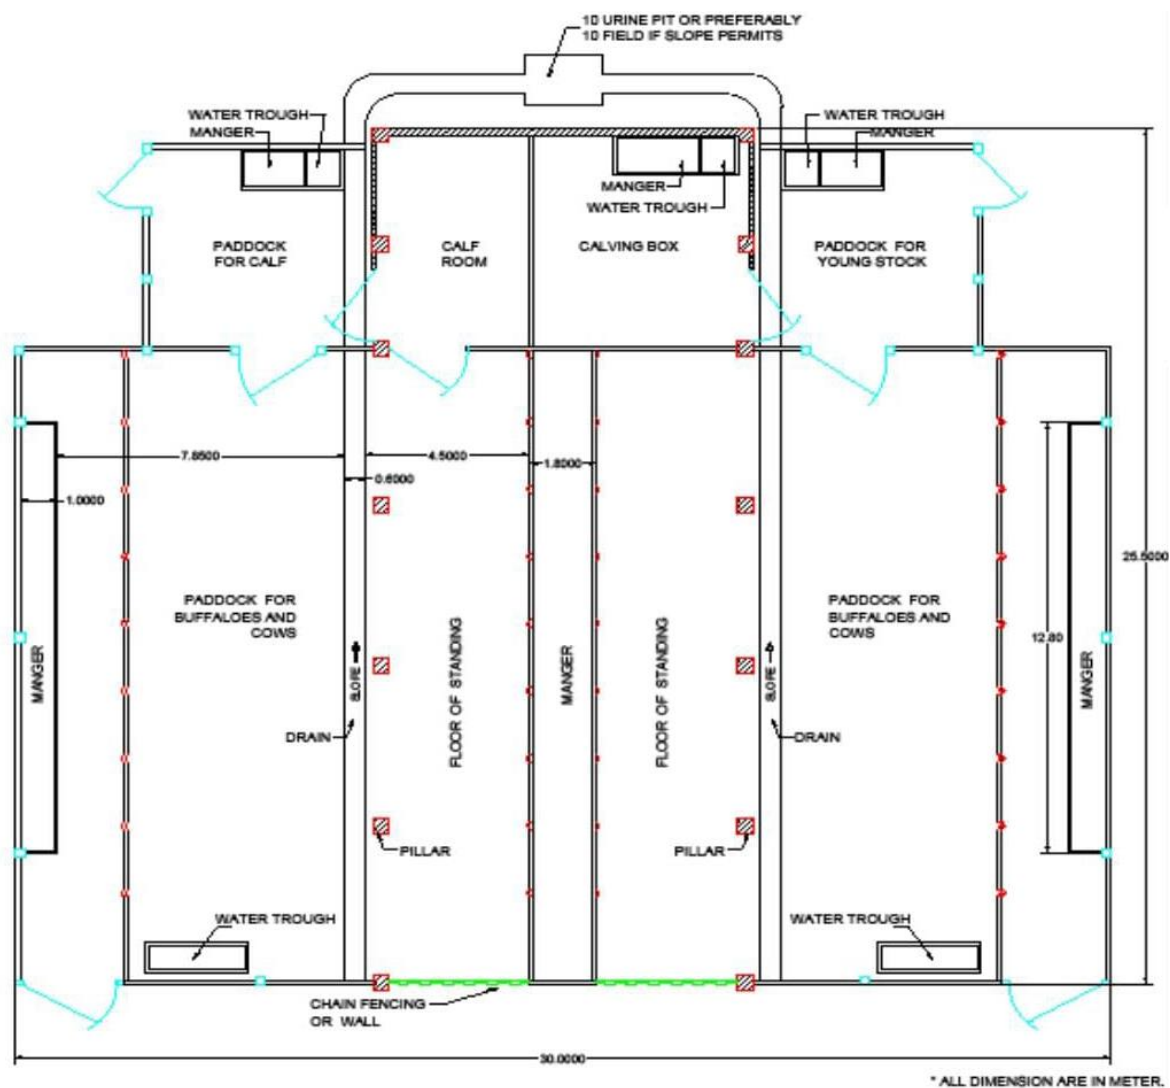 10 URINE PIT OR PREFERABLY
10 FIELD IF SLOPE PERMITS
WATER TROUGH
MANGER
WATER TROUGH
MANGER
MANGER
WATER TROUGH
PADDOCK
FOR CALF
CALF
ROOM
CALVING BOX
PADDOCK FOR
YOUNG STOCK
7.8500
4.5000
1.8000
0.6000
1.0000
25.5000
12.80
PADDOCK FOR
BUFFALOES AND
COWS
PADDOCK FOR
BUFFALOES AND
COWS
MANGER
SLOPE
FLOOR OF STANDING
MANGER
FLOOR OF STANDING
SLOPE
MANGER
DRAIN
DRAIN
PILLAR
PILLAR
WATER TROUGH
WATER TROUGH
CHAIN FENCING
OR WALL
30.0000
* ALL DIMENSION ARE IN METER.